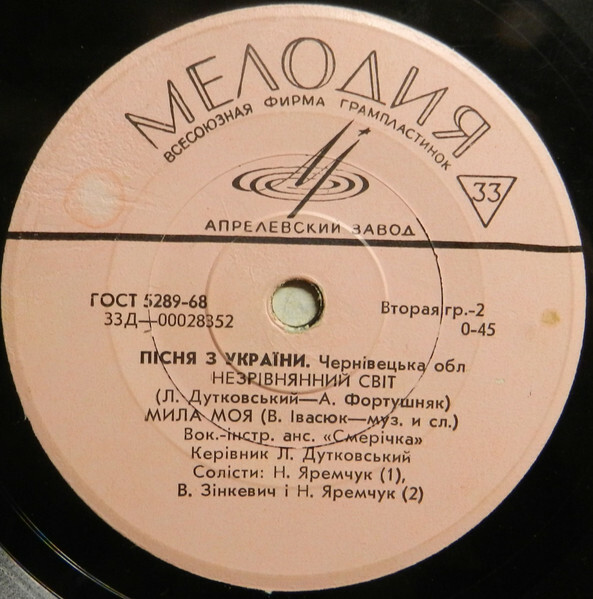 МЕЛОДИЯ
ВСЕСОЮЗНАЯ ФИРМА ГРАМПЛАСТИНОК
33
АПРЕЛЕВСКИЙ ЗАВОД
ГОСТ 5289-68
Вторая гр.-2
33Д—00028352
0-45
ПІСНЯ З УКРАЇНИ. Чернівецька обл
НЕЗРІВНЯННИЙ СВІТ
(Л. Дутковський—А. Фортушняк)
МИЛА МОЯ (В. Івасюк—муз. и сл.)
Вок.-інстр. анс. «Смерічка»
Керівник Л. Дутковський
Солісти: Н. Яремчук (1),
В. Зінкевич і Н. Яремчук (2)